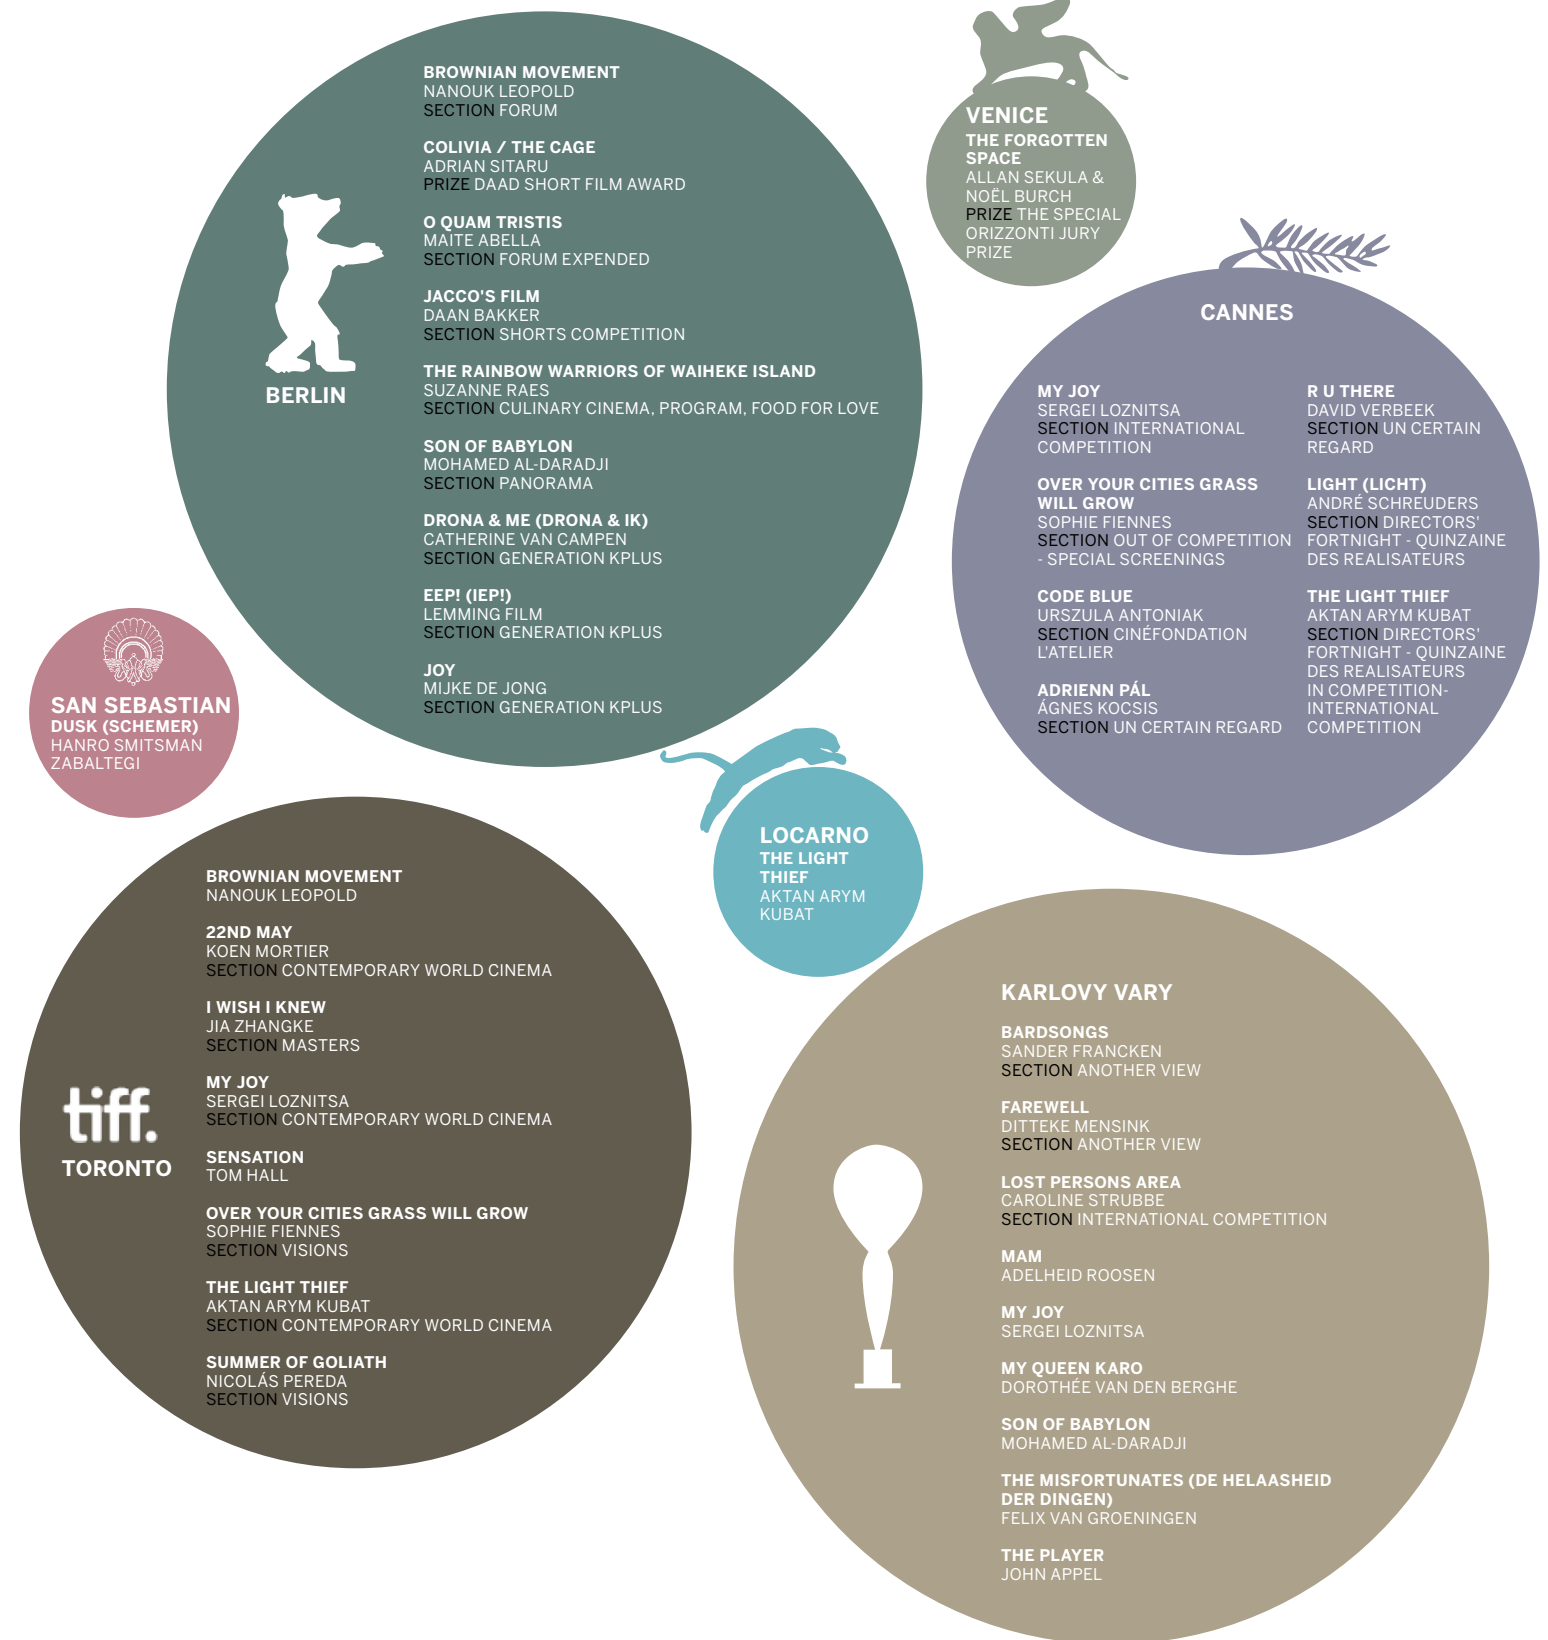 BROWNIAN MOVEMENT
NANOUK LEOPOLD
SECTION FORUM
COLIVIA / THE CAGE
ADRIAN SITARU
PRIZE DAAD SHORT FILM AWARD
O QUAM TRISTIS
MAITE ABELLA
SECTION FORUM EXPENDED
JACCO'S FILM
DAAN BAKKER
SECTION SHORTS COMPETITION
THE RAINBOW WARRIORS OF WAIHEKE ISLAND
SUZANNE RAES
SECTION CULINARY CINEMA, PROGRAM, FOOD FOR LOVE
SON OF BABYLON
MOHAMED AL-DARADJI
SECTION PANORAMA
DRONA & ME (DRONA & IK)
CATHERINE VAN CAMPEN
SECTION GENERATION KPLUS
EEP! (IEP!)
LEMMING FILM
SECTION GENERATION KPLUS
JOY
MIJKE DE JONG
SECTION GENERATION KPLUS
BERLIN
VENICE
THE FORGOTTEN
SPACE
ALLAN SEKULA &
NOËL BURCH
PRIZE THE SPECIAL
ORIZZONTI JURY
PRIZE
CANNES
MY JOY
SERGEI LOZNITSA
SECTION INTERNATIONAL
COMPETITION
OVER YOUR CITIES GRASS
WILL GROW
SOPHIE FIENNES
SECTION OUT OF COMPETITION
- SPECIAL SCREENINGS
CODE BLUE
URSZULA ANTONIAK
SECTION CINÉFONDATION
L'ATELIER
ADRIENN PÁL
ÁGNES KOCSIS
SECTION UN CERTAIN REGARD
R U THERE
DAVID VERBEEK
SECTION UN CERTAIN
REGARD
LIGHT (LICHT)
ANDRÉ SCHREUDERS
SECTION DIRECTORS'
FORTNIGHT - QUINZAINE
DES REALISATEURS
THE LIGHT THIEF
AKTAN ARYM KUBAT
SECTION DIRECTORS'
FORTNIGHT - QUINZAINE
DES REALISATEURS
IN COMPETITION-
INTERNATIONAL
COMPETITION
SAN SEBASTIAN
DUSK (SCHEMER)
HANRO SMITSMAN
ZABALTEGI
LOCARNO
THE LIGHT
THIEF
AKTAN ARYM
KUBAT
tiff.
TORONTO
BROWNIAN MOVEMENT
NANOUK LEOPOLD
22ND MAY
KOEN MORTIER
SECTION CONTEMPORARY WORLD CINEMA
I WISH I KNEW
JIA ZHANGKE
SECTION MASTERS
MY JOY
SERGEI LOZNITSA
SECTION CONTEMPORARY WORLD CINEMA
SENSATION
TOM HALL
OVER YOUR CITIES GRASS WILL GROW
SOPHIE FIENNES
SECTION VISIONS
THE LIGHT THIEF
AKTAN ARYM KUBAT
SECTION CONTEMPORARY WORLD CINEMA
SUMMER OF GOLIATH
NICOLÁS PEREDA
SECTION VISIONS
KARLOVY VARY
BARDSONGS
SANDER FRANCKEN
SECTION ANOTHER VIEW
FAREWELL
DITTEKE MENSINK
SECTION ANOTHER VIEW
LOST PERSONS AREA
CAROLINE STRUBBE
SECTION INTERNATIONAL COMPETITION
MAM
ADELHEID ROOSEN
MY JOY
SERGEI LOZNITSA
MY QUEEN KARO
DOROTHÉE VAN DEN BERGHE
SON OF BABYLON
MOHAMED AL-DARADJI
THE MISFORTUNATES (DE HELAASHEID
DER DINGEN)
FELIX VAN GROENINGEN
THE PLAYER
JOHN APPEL